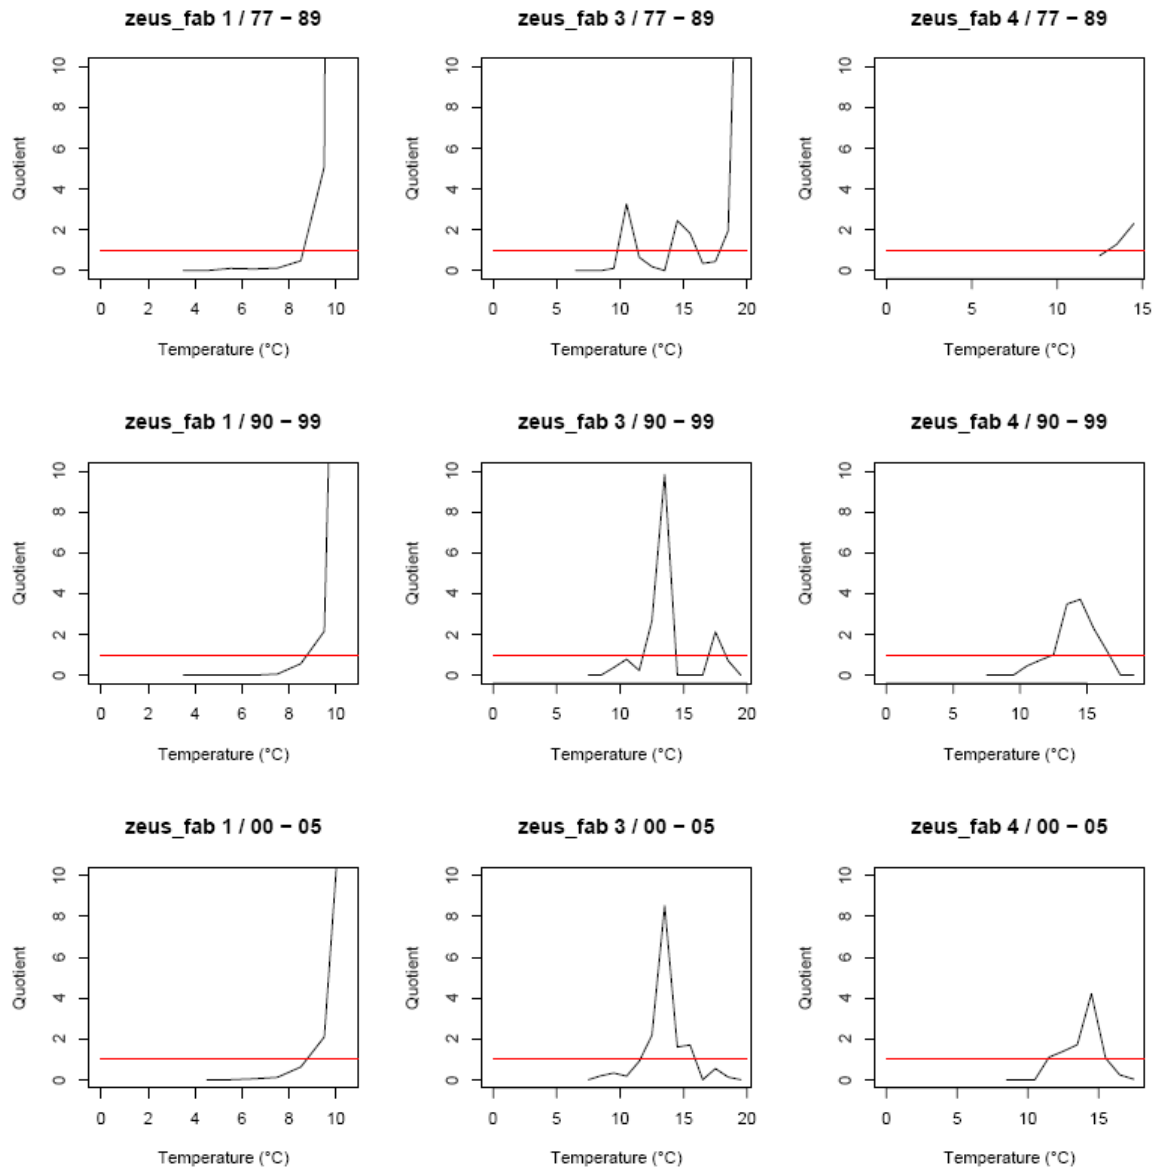 zeus_fab 1 / 77 − 89
10
8
6
4
2
0
Quotient
0 2 4 6 8 10
Temperature (°C)
zeus_fab 3 / 77 − 89
10
8
6
4
2
0
Quotient
0 5 10 15 20
Temperature (°C)
zeus_fab 4 / 77 − 89
10
8
6
4
2
0
Quotient
0 5 10 15
Temperature (°C)
zeus_fab 1 / 90 − 99
10
8
6
4
2
0
Quotient
0 2 4 6 8 10
Temperature (°C)
zeus_fab 3 / 90 − 99
10
8
6
4
2
0
Quotient
0 5 10 15 20
Temperature (°C)
zeus_fab 4 / 90 − 99
10
8
6
4
2
0
Quotient
0 5 10 15
Temperature (°C)
zeus_fab 1 / 00 − 05
10
8
6
4
2
0
Quotient
0 2 4 6 8 10
Temperature (°C)
zeus_fab 3 / 00 − 05
10
8
6
4
2
0
Quotient
0 5 10 15 20
Temperature (°C)
zeus_fab 4 / 00 − 05
10
8
6
4
2
0
Quotient
0 5 10 15
Temperature (°C)